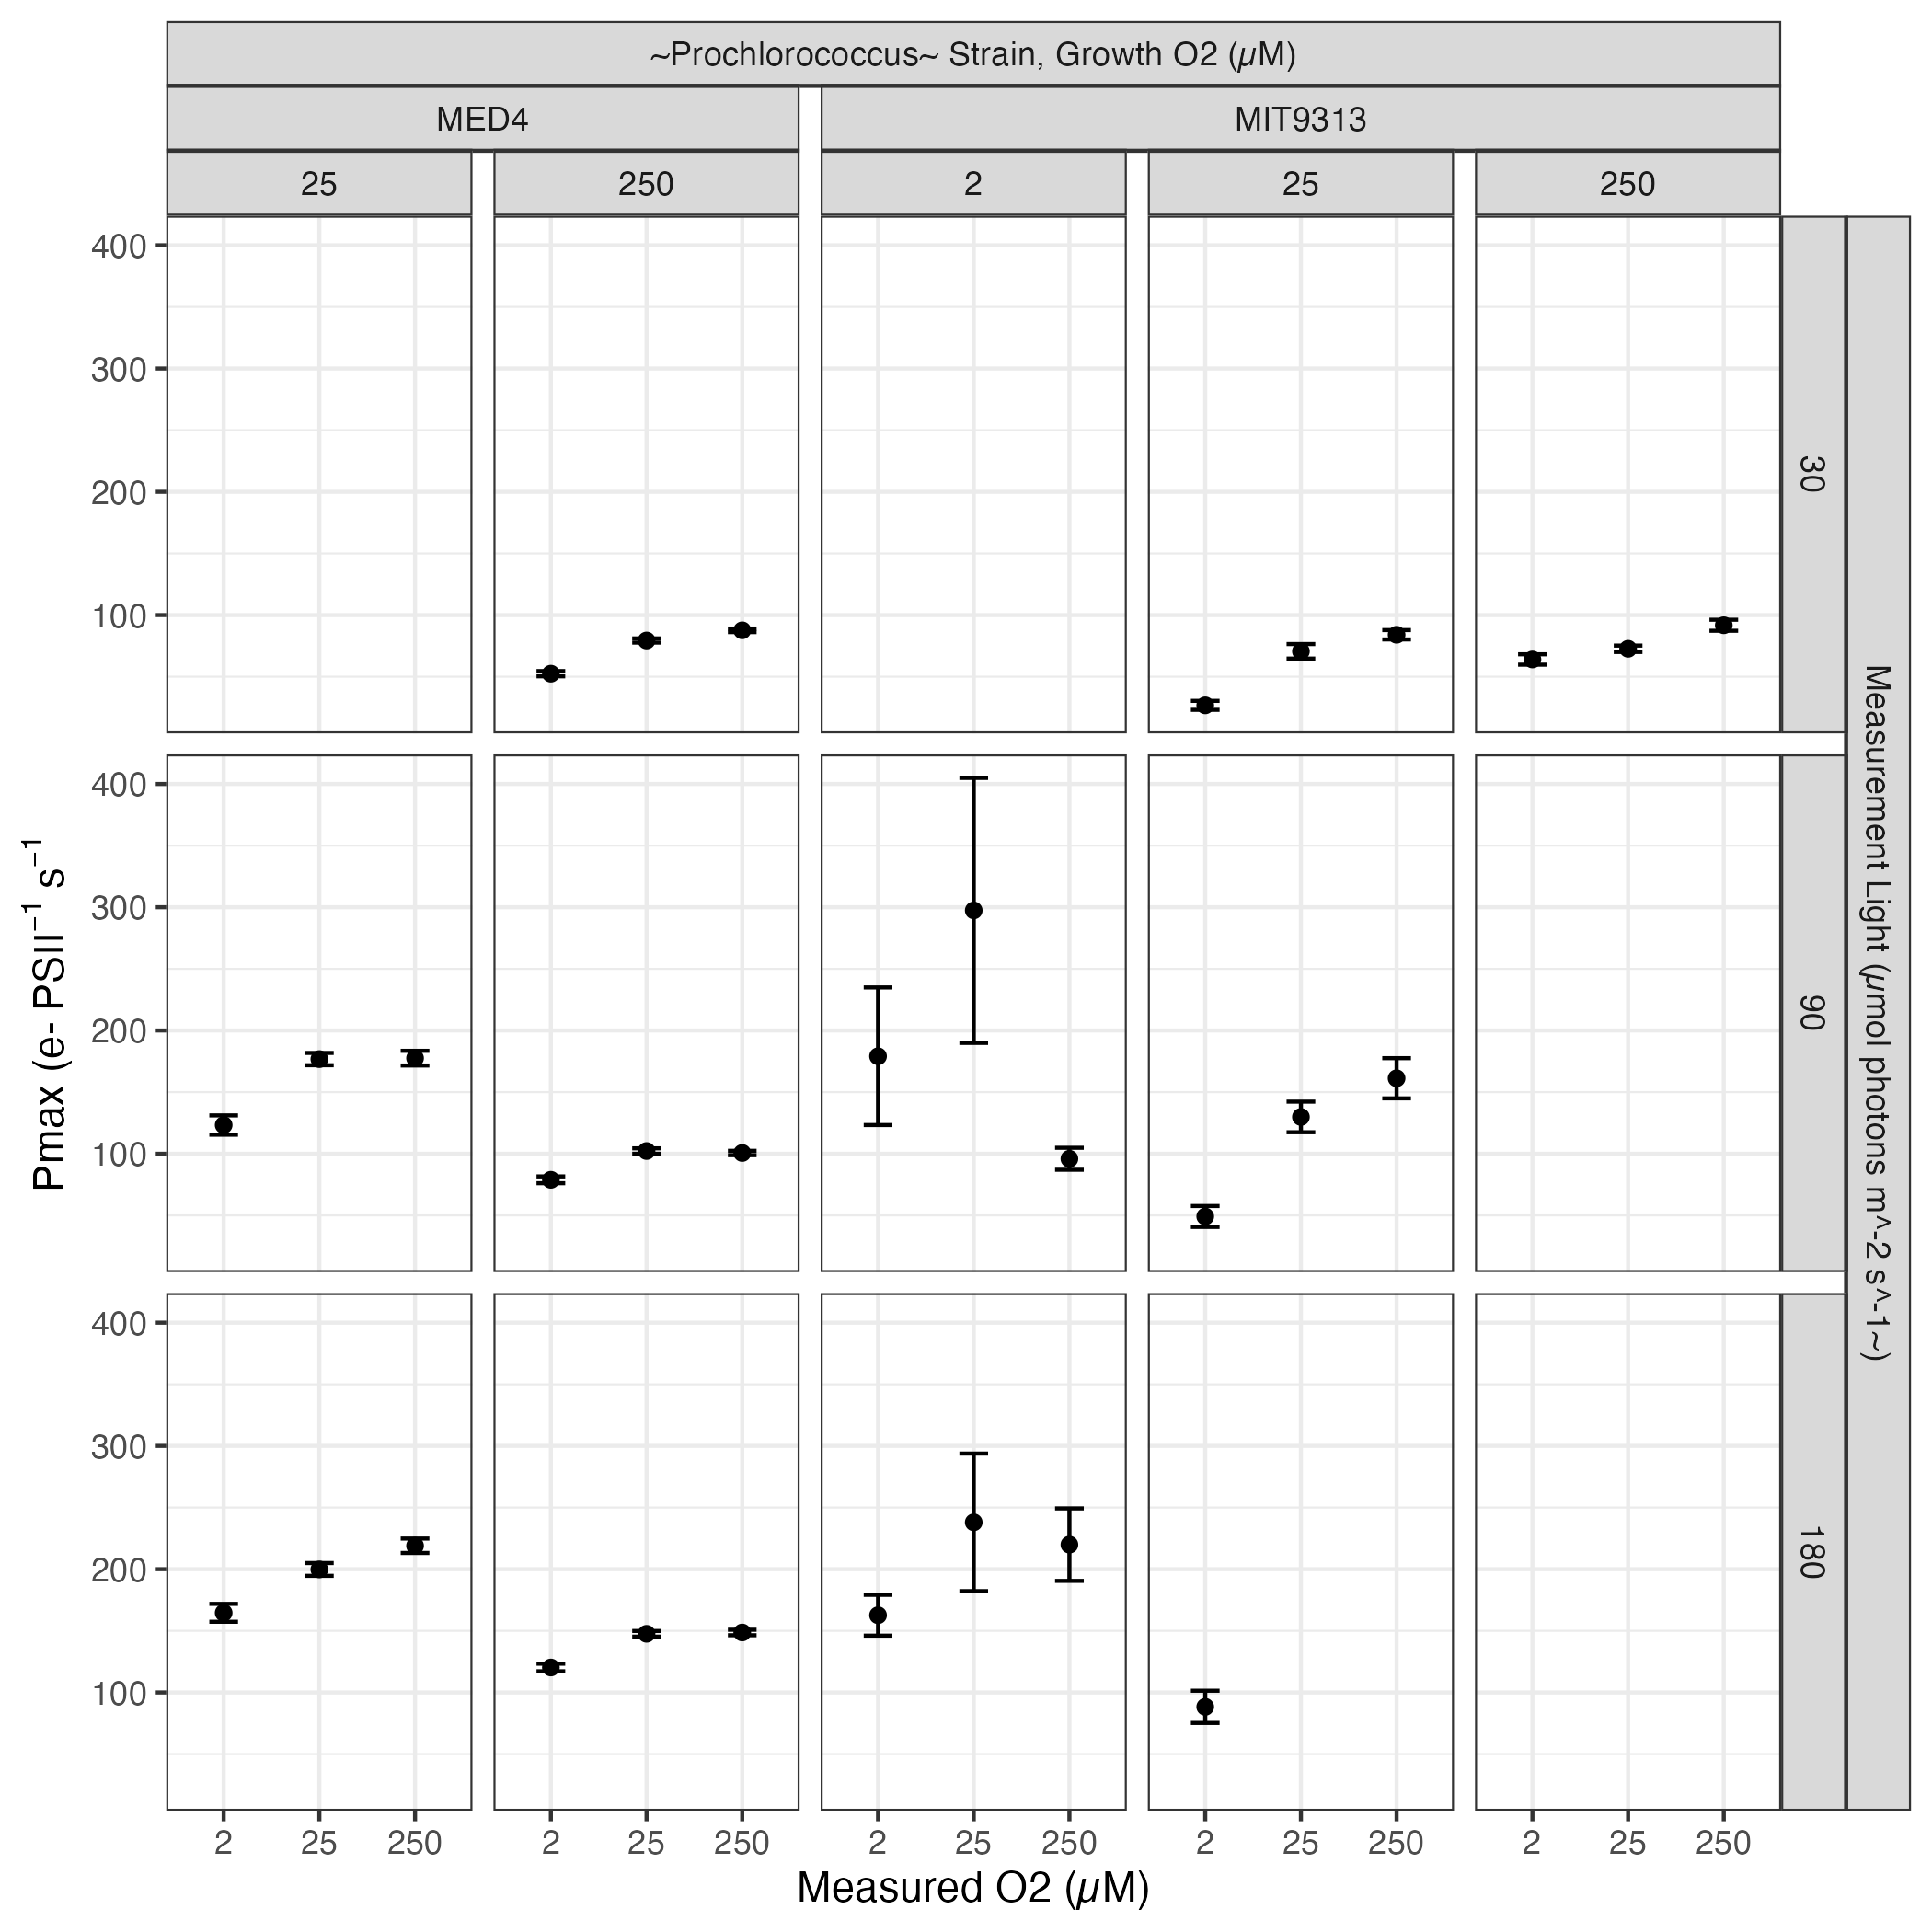 ~Prochlorococcus~ Strain, Growth O2 (µM)
MED4 MIT9313
25 250 2 25 250
400
300
200
100
30
400
300
200
100
90
400
300
200
100
180
Pmax (e- PSII⁻¹ s⁻¹)
Measurement Light (µmol photons m^-2 s^-1~)
2 25 250 2 25 250 2 25 250 2 25 250 2 25 250
Measured O2 (µM)